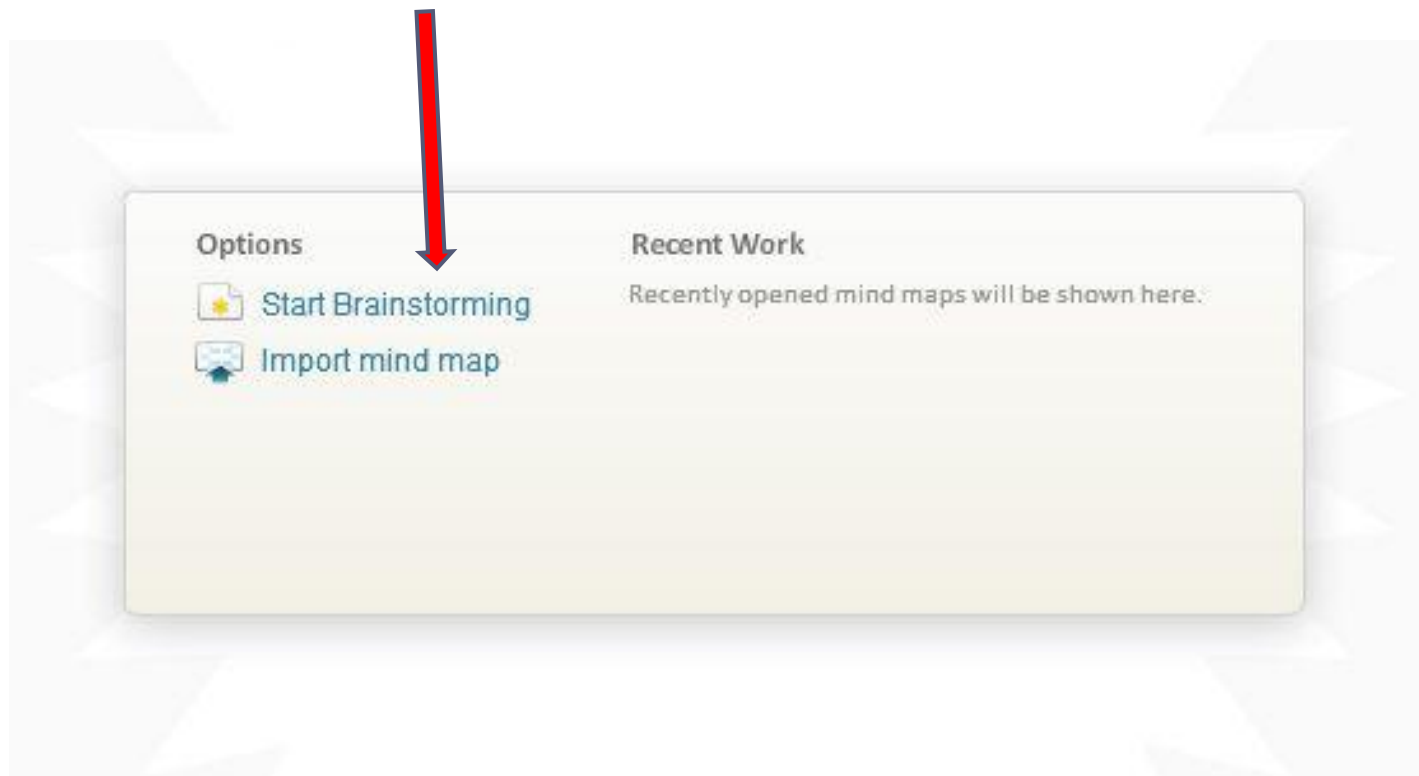 Options
Start Brainstorming
Import mind map
Recent Work
Recently opened mind maps will be shown here.